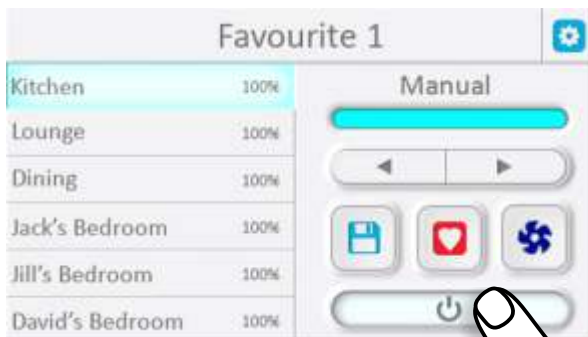 Favourite 1
Kitchen 100%
Lounge 100%
Dining 100%
Jack's Bedroom 100%
Jill's Bedroom 100%
David's Bedroom 100%
Manual